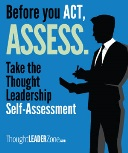 Before you ACT,
ASSESS.
Take the
Thought
Leadership
Self-Assessment
ThoughtLEADERZone.com